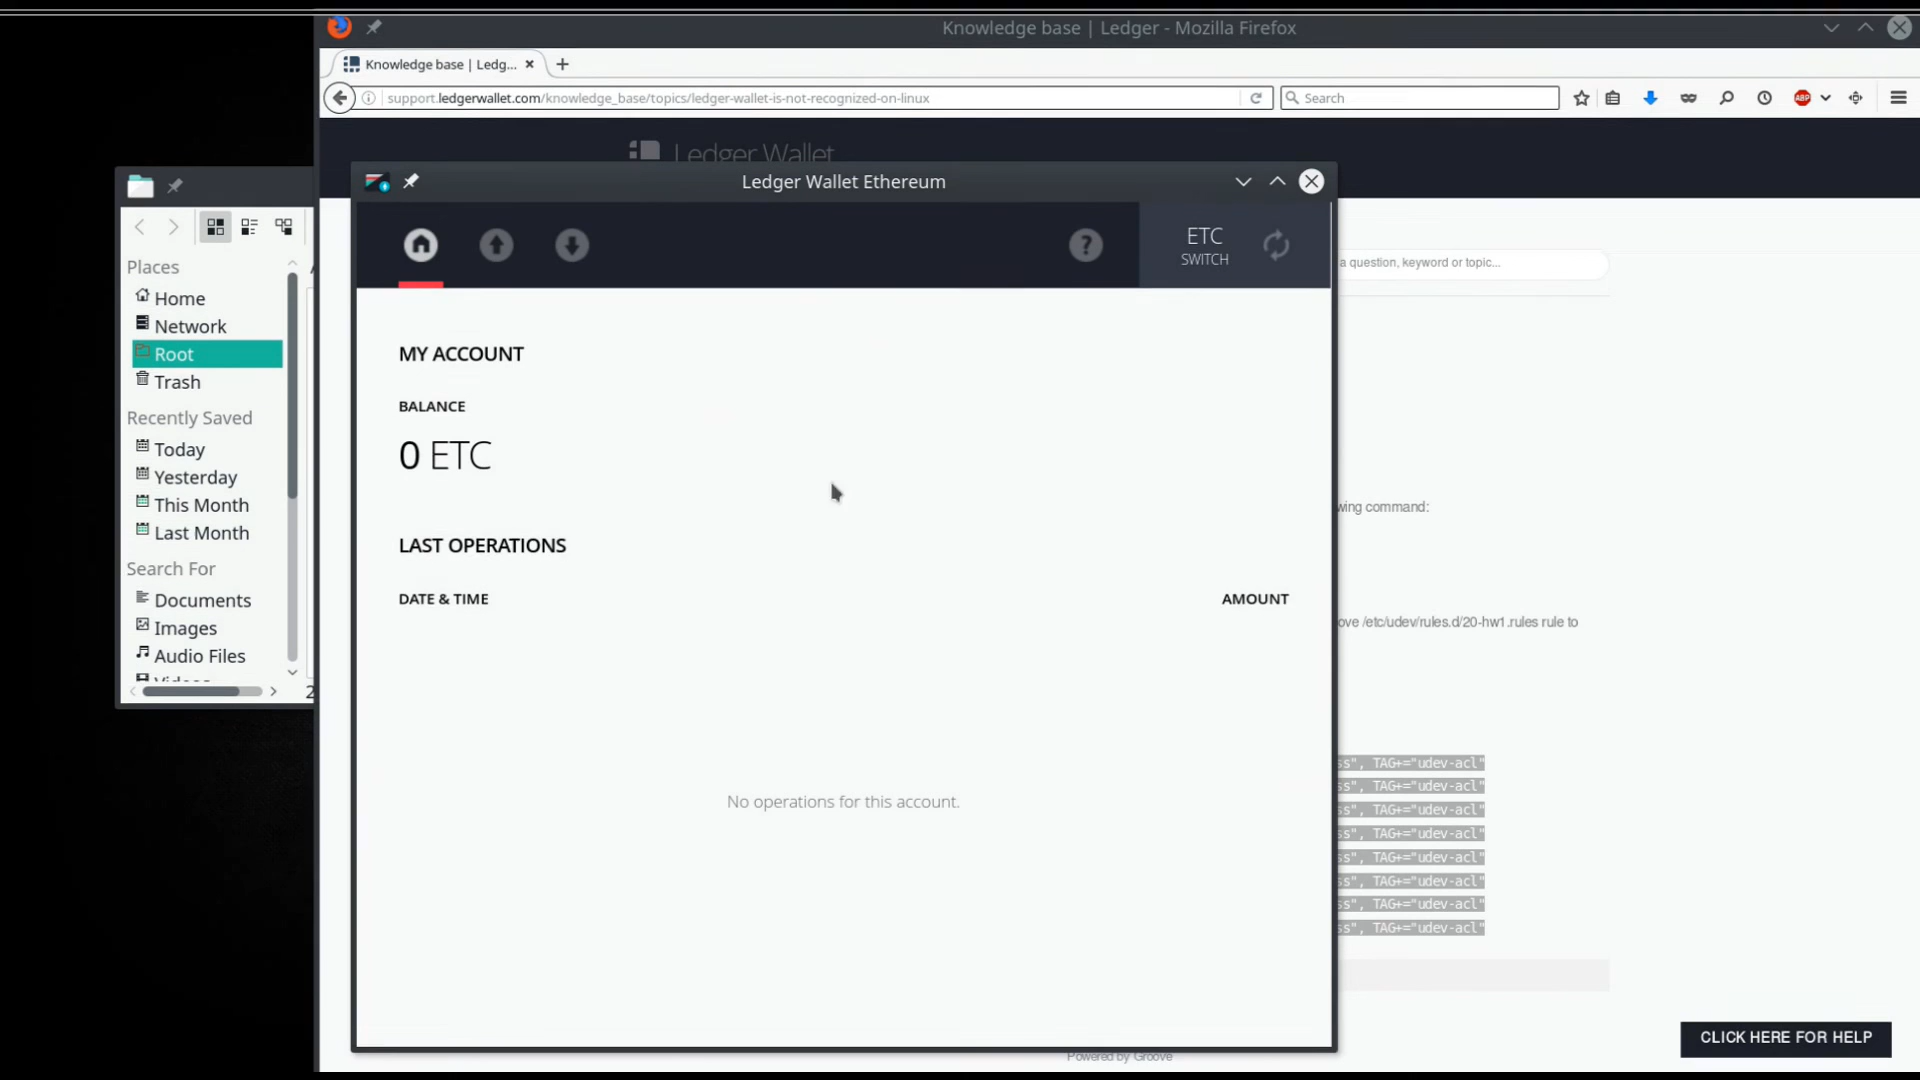 Knowledge base | Ledger - Mozilla Firefox
Knowledge base | Ledg...
support.ledgerwallet.com/knowledge_base/topics/ledger-wallet-is-not-recognized-on-linux
Search
ABP
Ledger Wallet
Ledger Wallet Ethereum
ETC
SWITCH
a question, keyword or topic...
Places
Home
Network
Root
Trash
Recently Saved
Today
Yesterday
This Month
Last Month
Search For
Documents
Images
Audio Files
MY ACCOUNT
BALANCE
0 ETC
LAST OPERATIONS
DATE & TIME
AMOUNT
No operations for this account.
wing command:
ove /etc/udev/rules.d/20-hw1.rules rule to
ss", TAG+="udev-acl"
ss", TAG+="udev-acl"
ss", TAG+="udev-acl"
ss", TAG+="udev-acl"
ss", TAG+="udev-acl"
ss", TAG+="udev-acl"
ss", TAG+="udev-acl"
ss", TAG+="udev-acl"
CLICK HERE FOR HELP
Powered by Groove